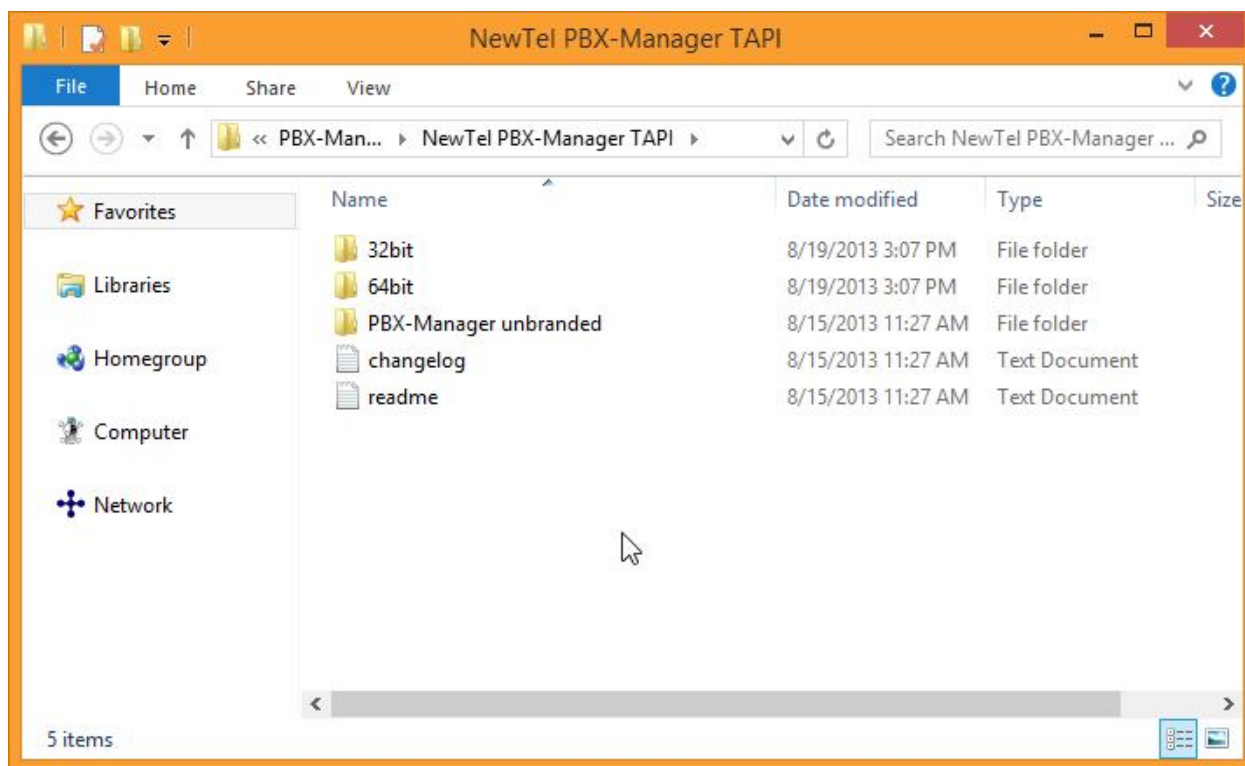 NewTel PBX-Manager TAPI
File Home Share View
« PBX-Man... NewTel PBX-Manager TAPI Search NewTel PBX-Manager ...
Favorites
Libraries
Homegroup
Computer
Network
Name Date modified Type Size
32bit 8/19/2013 3:07 PM File folder
64bit 8/19/2013 3:07 PM File folder
PBX-Manager unbranded 8/15/2013 11:27 AM File folder
changelog 8/15/2013 11:27 AM Text Document
readme 8/15/2013 11:27 AM Text Document
5 items